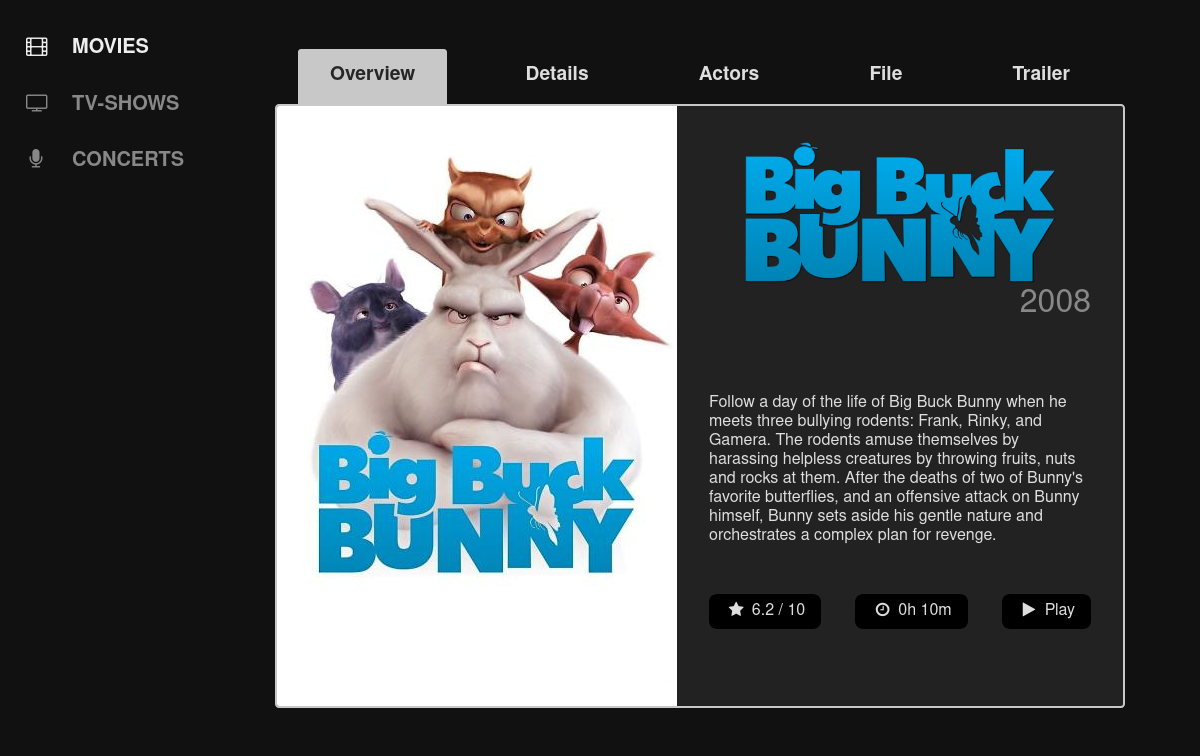 MOVIES
TV-SHOWS
CONCERTS
Overview Details Actors File Trailer
Big Buck
BUNNY
Big Buck
BUNNY
2008
Follow a day of the life of Big Buck Bunny when he
meets three bullying rodents: Frank, Rinky, and
Gamera. The rodents amuse themselves by
harassing helpless creatures by throwing fruits, nuts
and rocks at them. After the deaths of two of Bunny's
favorite butterflies, and an offensive attack on Bunny
himself, Bunny sets aside his gentle nature and
orchestrates a complex plan for revenge.
6.2 / 10 0h 10m Play